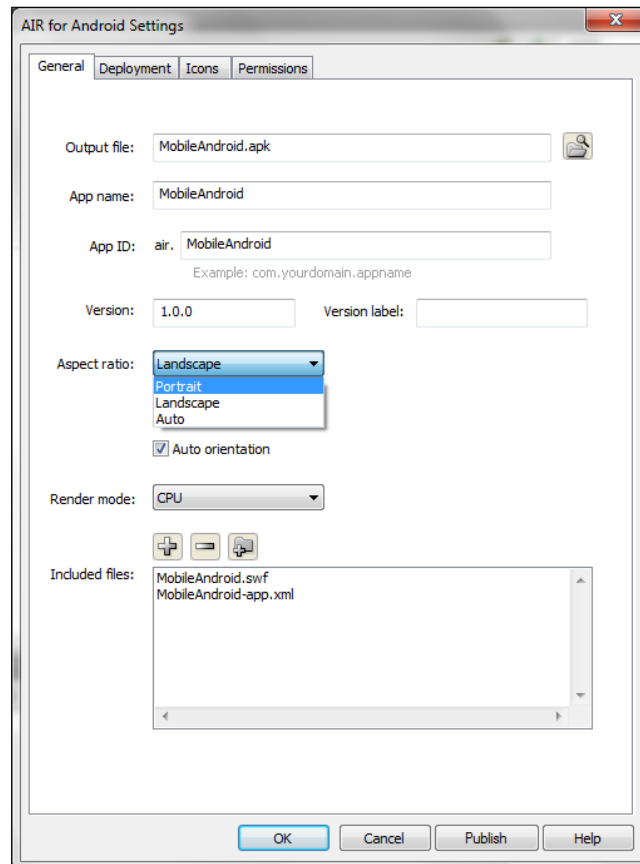 AIR for Android Settings
General Deployment Icons Permissions
Output file: MobileAndroid.apk
App name: MobileAndroid
App ID: air. MobileAndroid
Example: com.yourdomain.appname
Version: 1.0.0 Version label:
Aspect ratio: Landscape
Portrait
Landscape
Auto
Auto orientation
Render mode: CPU
Included files: MobileAndroid.swf
MobileAndroid-app.xml
OK Cancel Publish Help